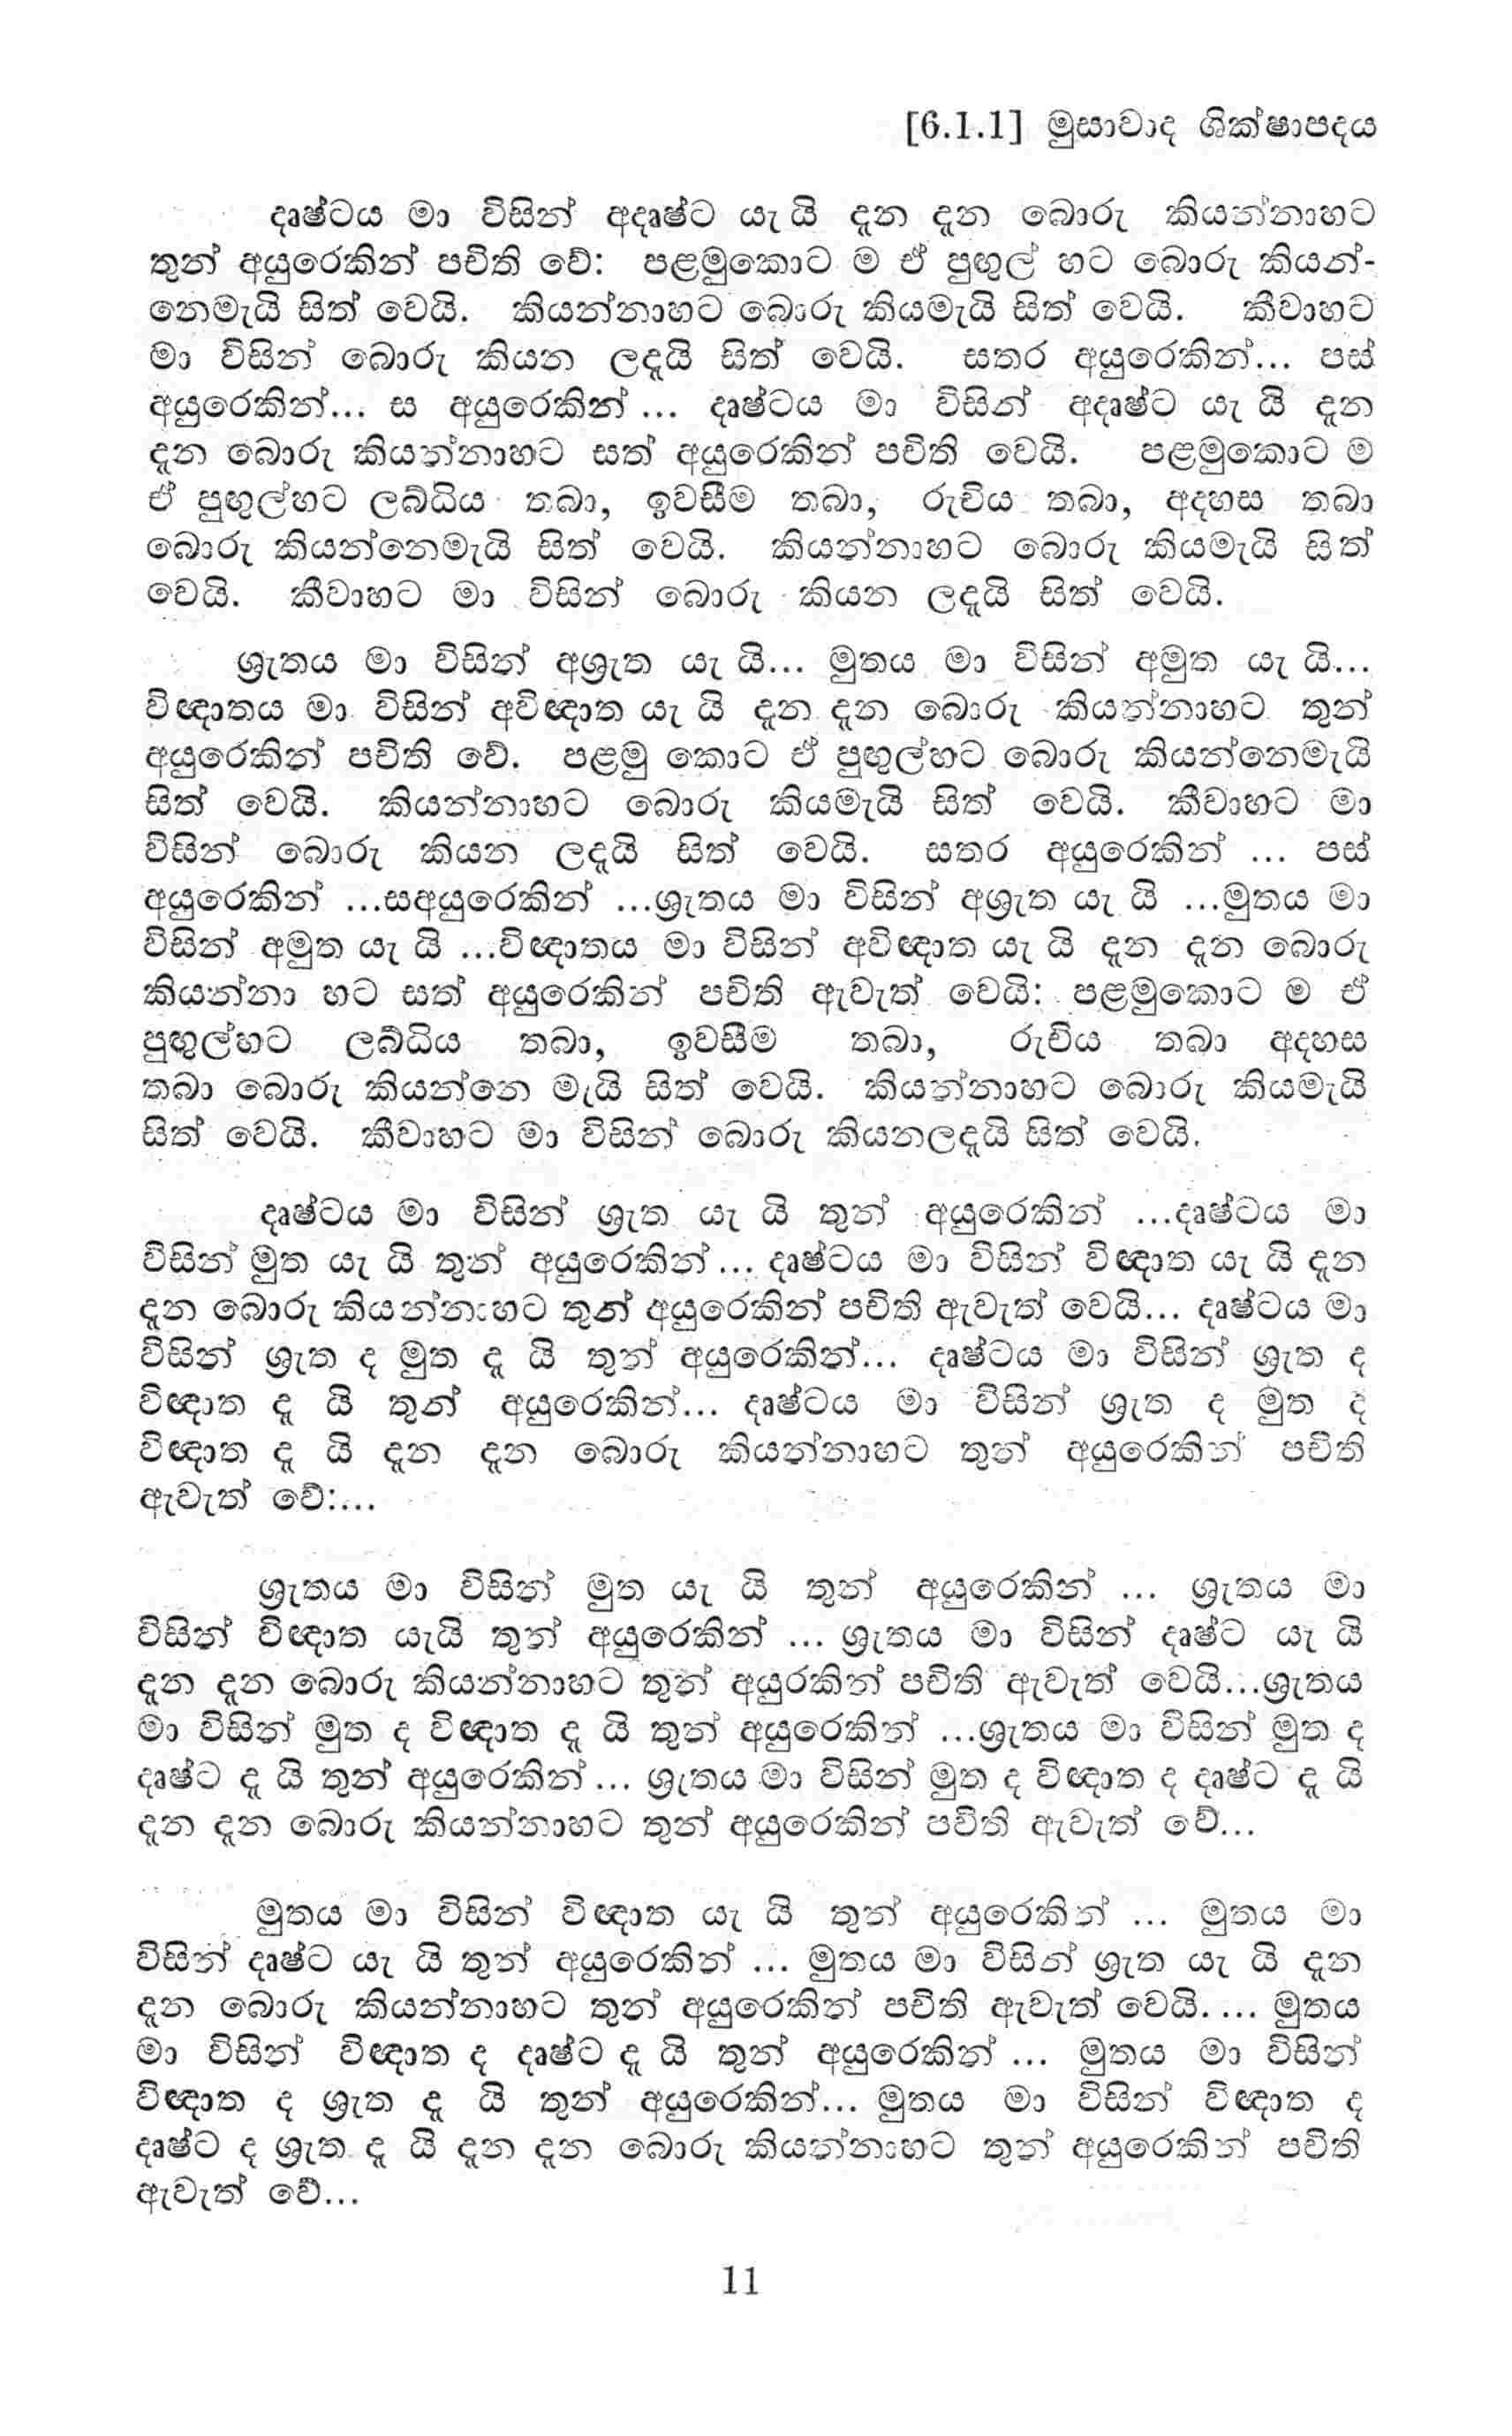 [6.1.1] මුසාවාද ශික්ෂාපදය
දෘෂ්ටය මා විසින් අදෘෂ්ට යැ යි දැන දැන බොරු කියන්නාහට
තුන් අයුරෙකින් පචිති වේ: පළමුකොට ම ඒ පුඟුල් හට බොරු කියන්-
නෙමැයි සිත් වෙයි. කියන්නාහට බොරු කියමැයි සිත් වෙයි. කීවාහට
මා විසින් බොරු කියන ලදැයි සිත් වෙයි. සතර අයුරෙකින්... පස්
අයුරෙකින්... ස අයුරෙකින් ... දෘෂ්ටය මා විසින් අදෘෂ්ට යැ යි දැන
දැන බොරු කියන්නාහට සත් අයුරෙකින් පචිති වෙයි. පළමුකොට ම
ඒ පුඟුල්හට ලබ්ධිය තබා, ඉවසීම තබා, රුචිය තබා, අදහස තබා
බොරු කියන්නෙමැයි සිත් වෙයි. කියන්නාහට බොරු කියමැයි සිත්
වෙයි. කීවාහට මා විසින් බොරු කියන ලදැයි සිත් වෙයි.
ශ්‍රැතය මා විසින් අශ්‍රැත යැ යි... මුතය මා විසින් අමුත යැ යි...
විඥාතය මා විසින් අවිඥාත යැ යි දැන දැන බොරු කියන්නාහට තුන්
අයුරෙකින් පචිති වේ. පළමු කොට ඒ පුඟුල්හට බොරු කියන්නෙමැයි
සිත් වෙයි. කියන්නාහට බොරු කියමැයි සිත් වෙයි. කීවාහට මා
විසින් බොරු කියන ලදැයි සිත් වෙයි. සතර අයුරෙකින් ... පස්
අයුරෙකින් ...සඅයුරෙකින් ...ශ්‍රැතය මා විසින් අශ්‍රැත යැ යි ...මුතය මා
විසින් අමුත යැ යි ...විඥාතය මා විසින් අවිඥාත යැ යි දැන දැන බොරු
කියන්නා හට සත් අයුරෙකින් පචිති ඇවැත් වෙයි: පළමුකොට ම ඒ
පුඟුල්හට ලබ්ධිය තබා, ඉවසීම තබා, රුචිය තබා අදහස
තබා බොරු කියන්නෙ මැයි සිත් වෙයි. කියන්නාහට බොරු කියමැයි
සිත් වෙයි. කීවාහට මා විසින් බොරු කියනලදැයි සිත් වෙයි.
දෘෂ්ටය මා විසින් ශ්‍රැත යැ යි තුන් අයුරෙකින් ...දෘෂ්ටය මා
විසින් මුත යැ යි තුන් අයුරෙකින් ... දෘෂ්ටය මා විසින් විඥාත යැ යි දැන
දැන බොරු කියන්නාහට තුන් අයුරෙකින් පචිති ඇවැත් වෙයි... දෘෂ්ටය මා
විසින් ශ්‍රැත ද මුත දැ යි තුන් අයුරෙකින්... දෘෂ්ටය මා විසින් ශ්‍රැත ද
විඥාත දැ යි තුන් අයුරෙකින්... දෘෂ්ටය මා විසින් ශ්‍රැත ද මුත ද
විඥාත දැ යි දැන දැන බොරු කියන්නාහට තුන් අයුරෙකින් පචිති
ඇවැත් වේ:...
ශ්‍රැතය මා විසින් මුත යැ යි තුන් අයුරෙකින් ... ශ්‍රැතය මා
විසින් විඥාත යැයි තුන් අයුරෙකින් ... ශ්‍රැතය මා විසින් දෘෂ්ට යැ යි
දැන දැන බොරු කියන්නාහට තුන් අයුරකින් පචිති ඇවැත් වෙයි...ශ්‍රැතය
මා විසින් මුත ද විඥාත දැ යි තුන් අයුරෙකින් ...ශ්‍රැතය මා විසින් මුත ද
දෘෂ්ට දැ යි තුන් අයුරෙකින් ... ශ්‍රැතය මා විසින් මුත ද විඥාත ද දෘෂ්ට දැ යි
දැන දැන බොරු කියන්නාහට තුන් අයුරෙකින් පචිති ඇවැත් වේ...
මුතය මා විසින් විඥාත යැ යි තුන් අයුරෙකින් ... මුතය මා
විසින් දෘෂ්ට යැ යි තුන් අයුරෙකින් ... මුතය මා විසින් ශ්‍රැත යැ යි දැන
දැන බොරු කියන්නාහට තුන් අයුරෙකින් පචිති ඇවැත් වෙයි. ... මුතය
මා විසින් විඥාත ද දෘෂ්ට දැ යි තුන් අයුරෙකින් ... මුතය මා විසින්
විඥාත ද ශ්‍රැත දැ යි තුන් අයුරෙකින්... මුතය මා විසින් විඥාත ද
දෘෂ්ට ද ශ්‍රැත දැ යි දැන දැන බොරු කියන්නාහට තුන් අයුරෙකින් පචිති
ඇවැත් වේ...
11